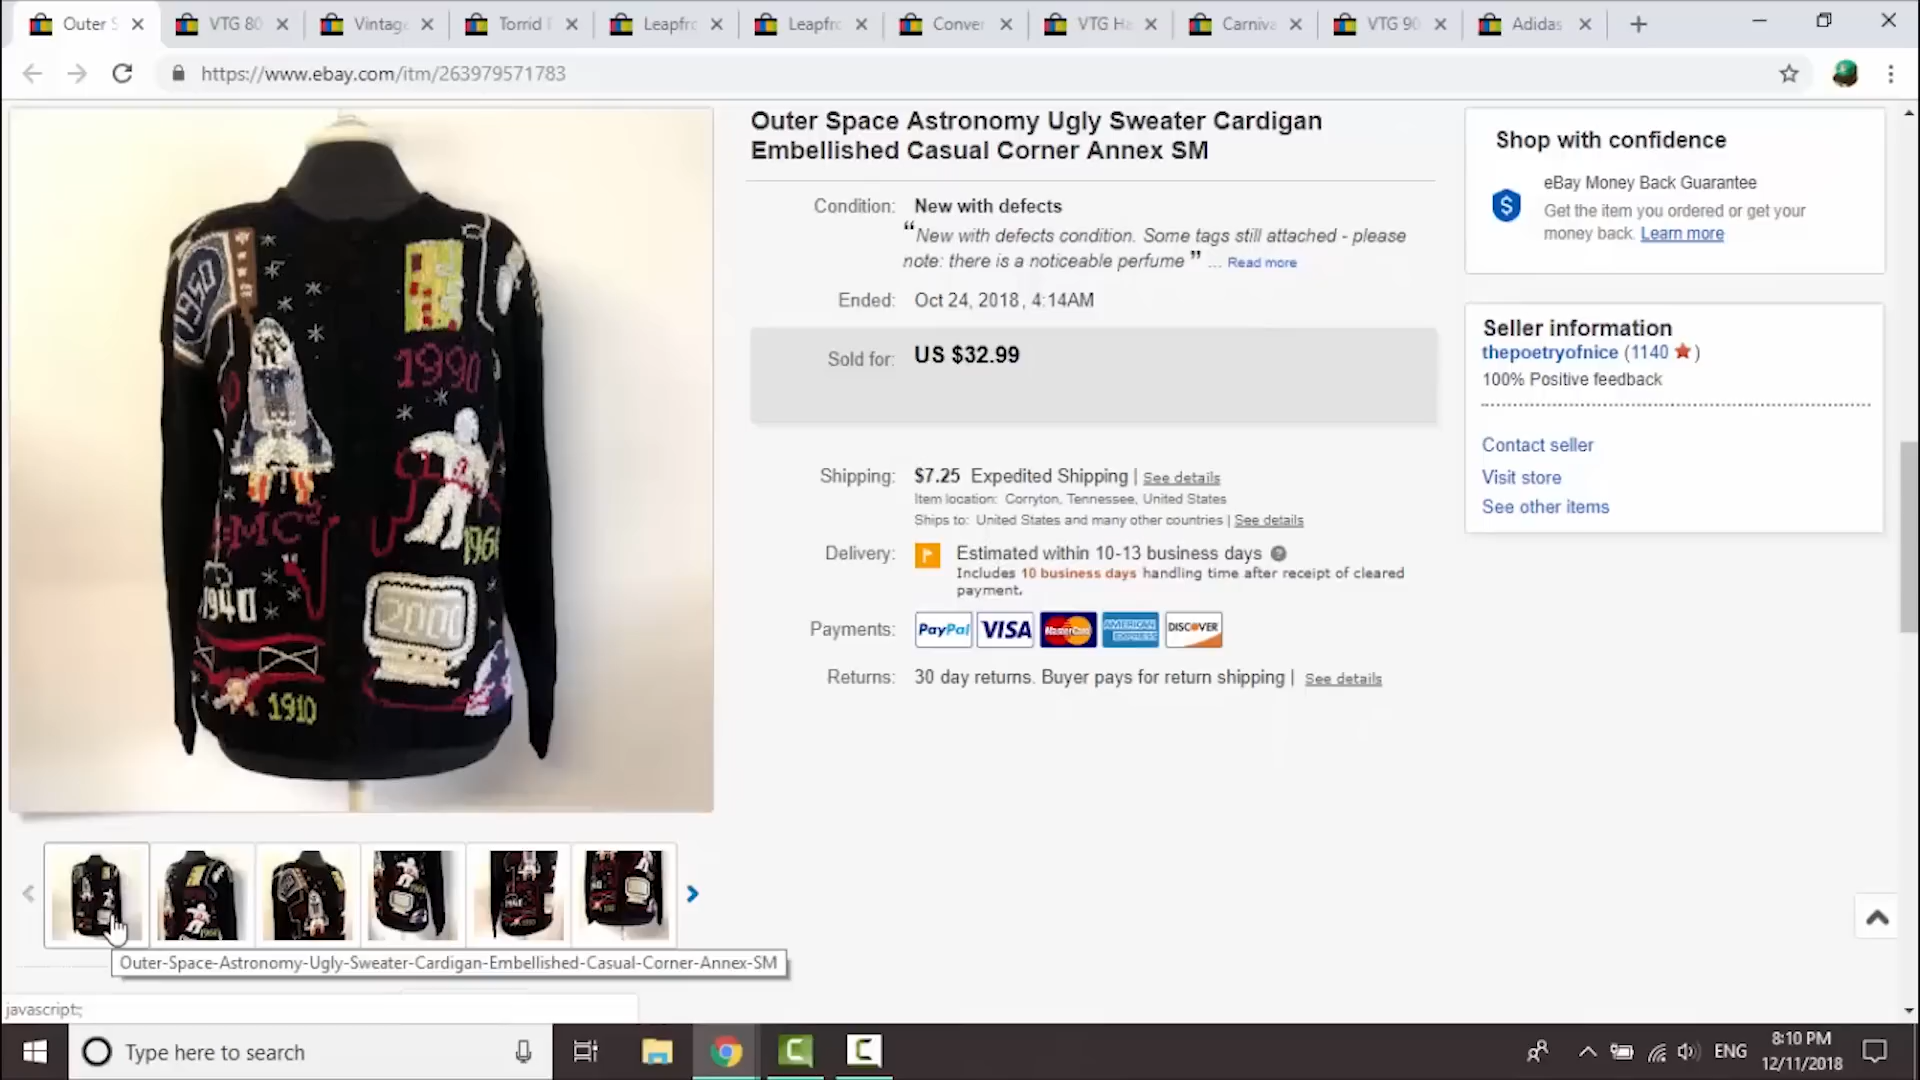 Outer S
VTG 80
Vintage
Torrid
Leapfro
Leapfro
Conver
VTG Ha
Carniva
VTG 90
Adidas
https://www.ebay.com/itm/263979571783
Outer Space Astronomy Ugly Sweater Cardigan
Embellished Casual Corner Annex SM
Condition: New with defects
“New with defects condition. Some tags still attached - please
note: there is a noticeable perfume ” ... Read more
Ended: Oct 24, 2018 , 4:14AM
Sold for: US $32.99
Shipping: $7.25 Expedited Shipping | See details
Item location: Corryton, Tennessee, United States
Ships to: United States and many other countries | See details
Delivery: Estimated within 10-13 business days
Includes 10 business days handling time after receipt of cleared
payment.
Payments: PayPal VISA MasterCard AMERICAN EXPRESS DISCOVER
Returns: 30 day returns. Buyer pays for return shipping | See details
Shop with confidence
eBay Money Back Guarantee
Get the item you ordered or get your
money back. Learn more
Seller information
thepoetryofnice (1140 )
100% Positive feedback
Contact seller
Visit store
See other items
1950
1990
MC²
196
1940
2000
1910
Outer-Space-Astronomy-Ugly-Sweater-Cardigan-Embellished-Casual-Corner-Annex-SM
javascript:;
Type here to search
ENG
8:10 PM
12/11/2018